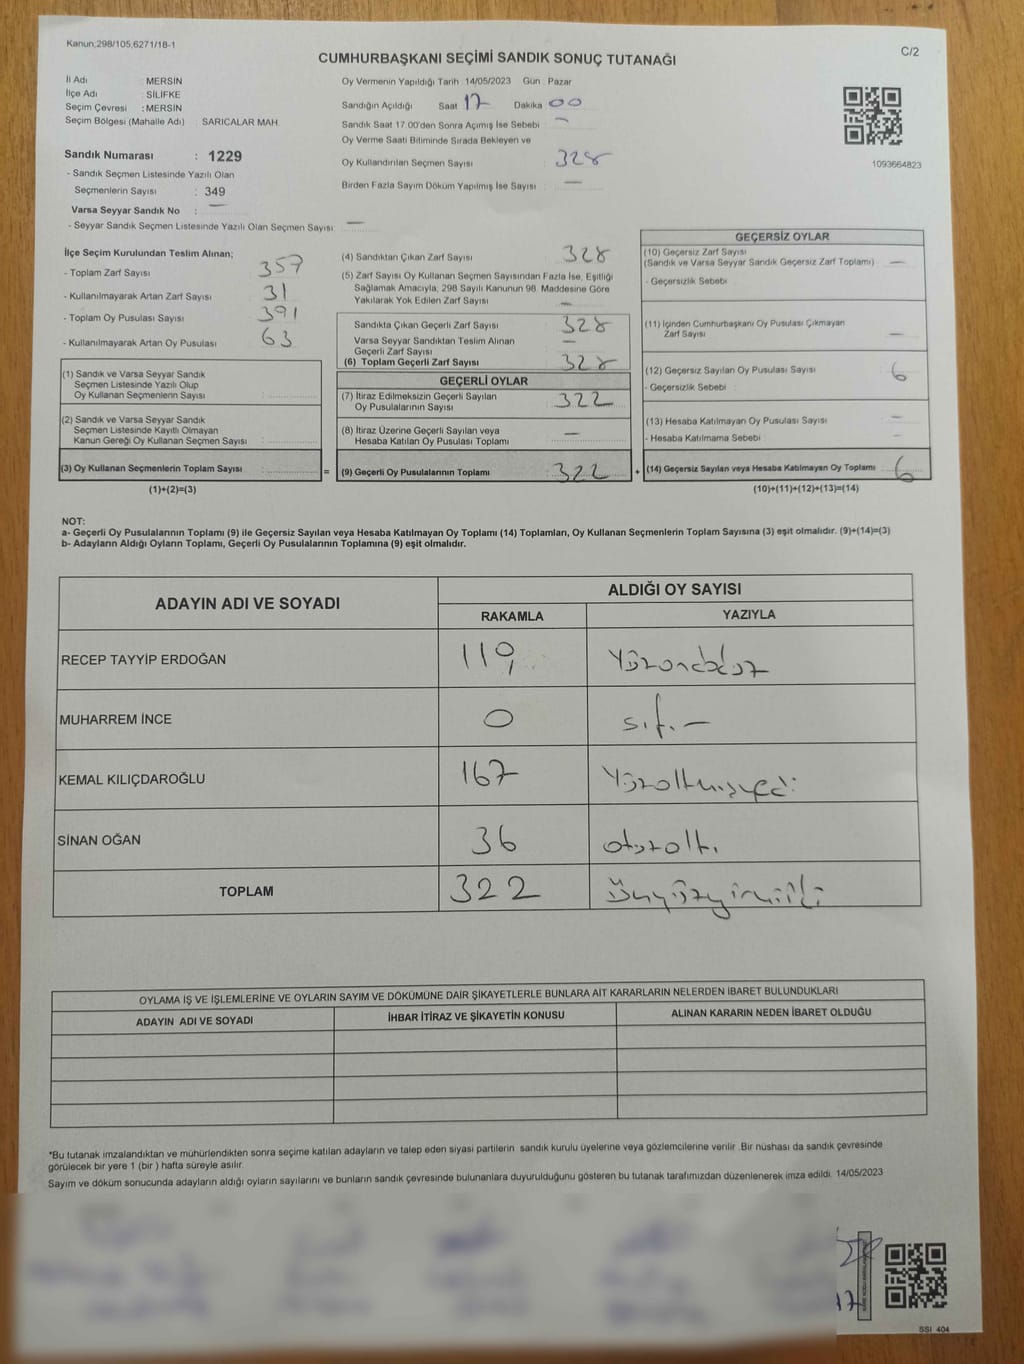 Kanun;298/105,6271/18-1
C/2
CUMHURBAŞKANI SEÇİMİ SANDIK SONUÇ TUTANAĞI
İl Adı : MERSİN
İlçe Adı : SİLİFKE
Seçim Çevresi : MERSİN
Seçim Bölgesi (Mahalle Adı) : SARICALAR MAH.
Sandık Numarası : 1229
- Sandık Seçmen Listesinde Yazılı Olan
Seçmenlerin Sayısı : 349
Varsa Seyyar Sandık No : —
- Seyyar Sandık Seçmen Listesinde Yazılı Olan Seçmen Sayısı : —
Oy Vermenin Yapıldığı Tarih : 14/05/2023 Gün : Pazar
Sandığın Açıldığı Saat 17 Dakika 00
Sandık Saat 17.00'den Sonra Açımış İse Sebebi : —
Oy Verme Saati Bitiminde Sırada Bekleyen ve
Oy Kullandırılan Seçmen Sayısı : 328
Birden Fazla Sayım Döküm Yapılmış İse Sayısı : —
1093664823
İlçe Seçim Kurulundan Teslim Alınan;
- Toplam Zarf Sayısı : 357
- Kullanılmayarak Artan Zarf Sayısı : 31
- Toplam Oy Pusulası Sayısı : 391
- Kullanılmayarak Artan Oy Pusulası : 63
(1) Sandık ve Varsa Seyyar Sandık
Seçmen Listesinde Yazılı Olup
Oy Kullanan Seçmenlerin Sayısı :
(2) Sandık ve Varsa Seyyar Sandık
Seçmen Listesinde Kayıtlı Olmayan
Kanun Gereği Oy Kullanan Seçmen Sayısı :
(3) Oy Kullanan Seçmenlerin Toplam Sayısı :
(1)+(2)=(3)
=
(4) Sandıktan Çıkan Zarf Sayısı : 328
(5) Zarf Sayısı Oy Kullanan Seçmen Sayısından Fazla İse, Eşitliği
Sağlamak Amacıyla, 298 Sayılı Kanunun 98. Maddesine Göre
Yakılarak Yok Edilen Zarf Sayısı : —
Sandıkta Çıkan Geçerli Zarf Sayısı : 328
Varsa Seyyar Sandıktan Teslim Alınan
Geçerli Zarf Sayısı : —
(6) Toplam Geçerli Zarf Sayısı : 328
GEÇERLİ OYLAR
(7) İtiraz Edilmeksizin Geçerli Sayılan
Oy Pusulalarının Sayısı : 322
(8) İtiraz Üzerine Geçerli Sayılan veya
Hesaba Katılan Oy Pusulası Toplamı : —
(9) Geçerli Oy Pusulalarının Toplamı : 322
+
GEÇERSİZ OYLAR
(10) Geçersiz Zarf Sayısı
(Sandık ve Varsa Seyyar Sandık Geçersiz Zarf Toplamı) : —
- Geçersizlik Sebebi :
(11) İçinden Cumhurbaşkanı Oy Pusulası Çıkmayan
Zarf Sayısı : —
(12) Geçersiz Sayılan Oy Pusulası Sayısı : 6
- Geçersizlik Sebebi :
(13) Hesaba Katılmayan Oy Pusulası Sayısı : —
- Hesaba Katılmama Sebebi : —
(14) Geçersiz Sayılan veya Hesaba Katılmayan Oy Toplamı : 6
(10)+(11)+(12)+(13)=(14)
NOT:
a- Geçerli Oy Pusulalarının Toplamı (9) ile Geçersiz Sayılan veya Hesaba Katılmayan Oy Toplamı (14) Toplamları, Oy Kullanan Seçmenlerin Toplam Sayısına (3) eşit olmalıdır. (9)+(14)=(3)
b- Adayların Aldığı Oyların Toplamı, Geçerli Oy Pusulalarının Toplamına (9) eşit olmalıdır.
ADAYIN ADI VE SOYADI
ALDIĞI OY SAYISI
RAKAMLA YAZIYLA
RECEP TAYYİP ERDOĞAN 119 Yüzondokuz
MUHARREM İNCE 0 sıfır
KEMAL KILIÇDAROĞLU 167 Yüzaltmışyedi
SİNAN OĞAN 36 otuzaltı
TOPLAM 322 Üçyüzyirmiiki
OYLAMA İŞ VE İŞLEMLERİNE VE OYLARIN SAYIM VE DÖKÜMÜNE DAİR ŞİKAYETLERLE BUNLARA AİT KARARLARIN NELERDEN İBARET BULUNDUKLARI
ADAYIN ADI VE SOYADI İHBAR İTİRAZ VE ŞİKAYETİN KONUSU ALINAN KARARIN NEDEN İBARET OLDUĞU
*Bu tutanak imzalandıktan ve mühürlendikten sonra seçime katılan adayların ve talep eden siyasi partilerin sandık kurulu üyelerine veya gözlemcilerine verilir. Bir nüshası da sandık çevresinde
görülecek bir yere 1 (bir ) hafta süreyle asılır.
Sayım ve döküm sonucunda adayların aldığı oyların sayılarını ve bunların sandık çevresinde bulunanlara duyurulduğunu gösteren bu tutanak tarafımızdan düzenlenerek imza edildi. 14/05/2023
SSI_404